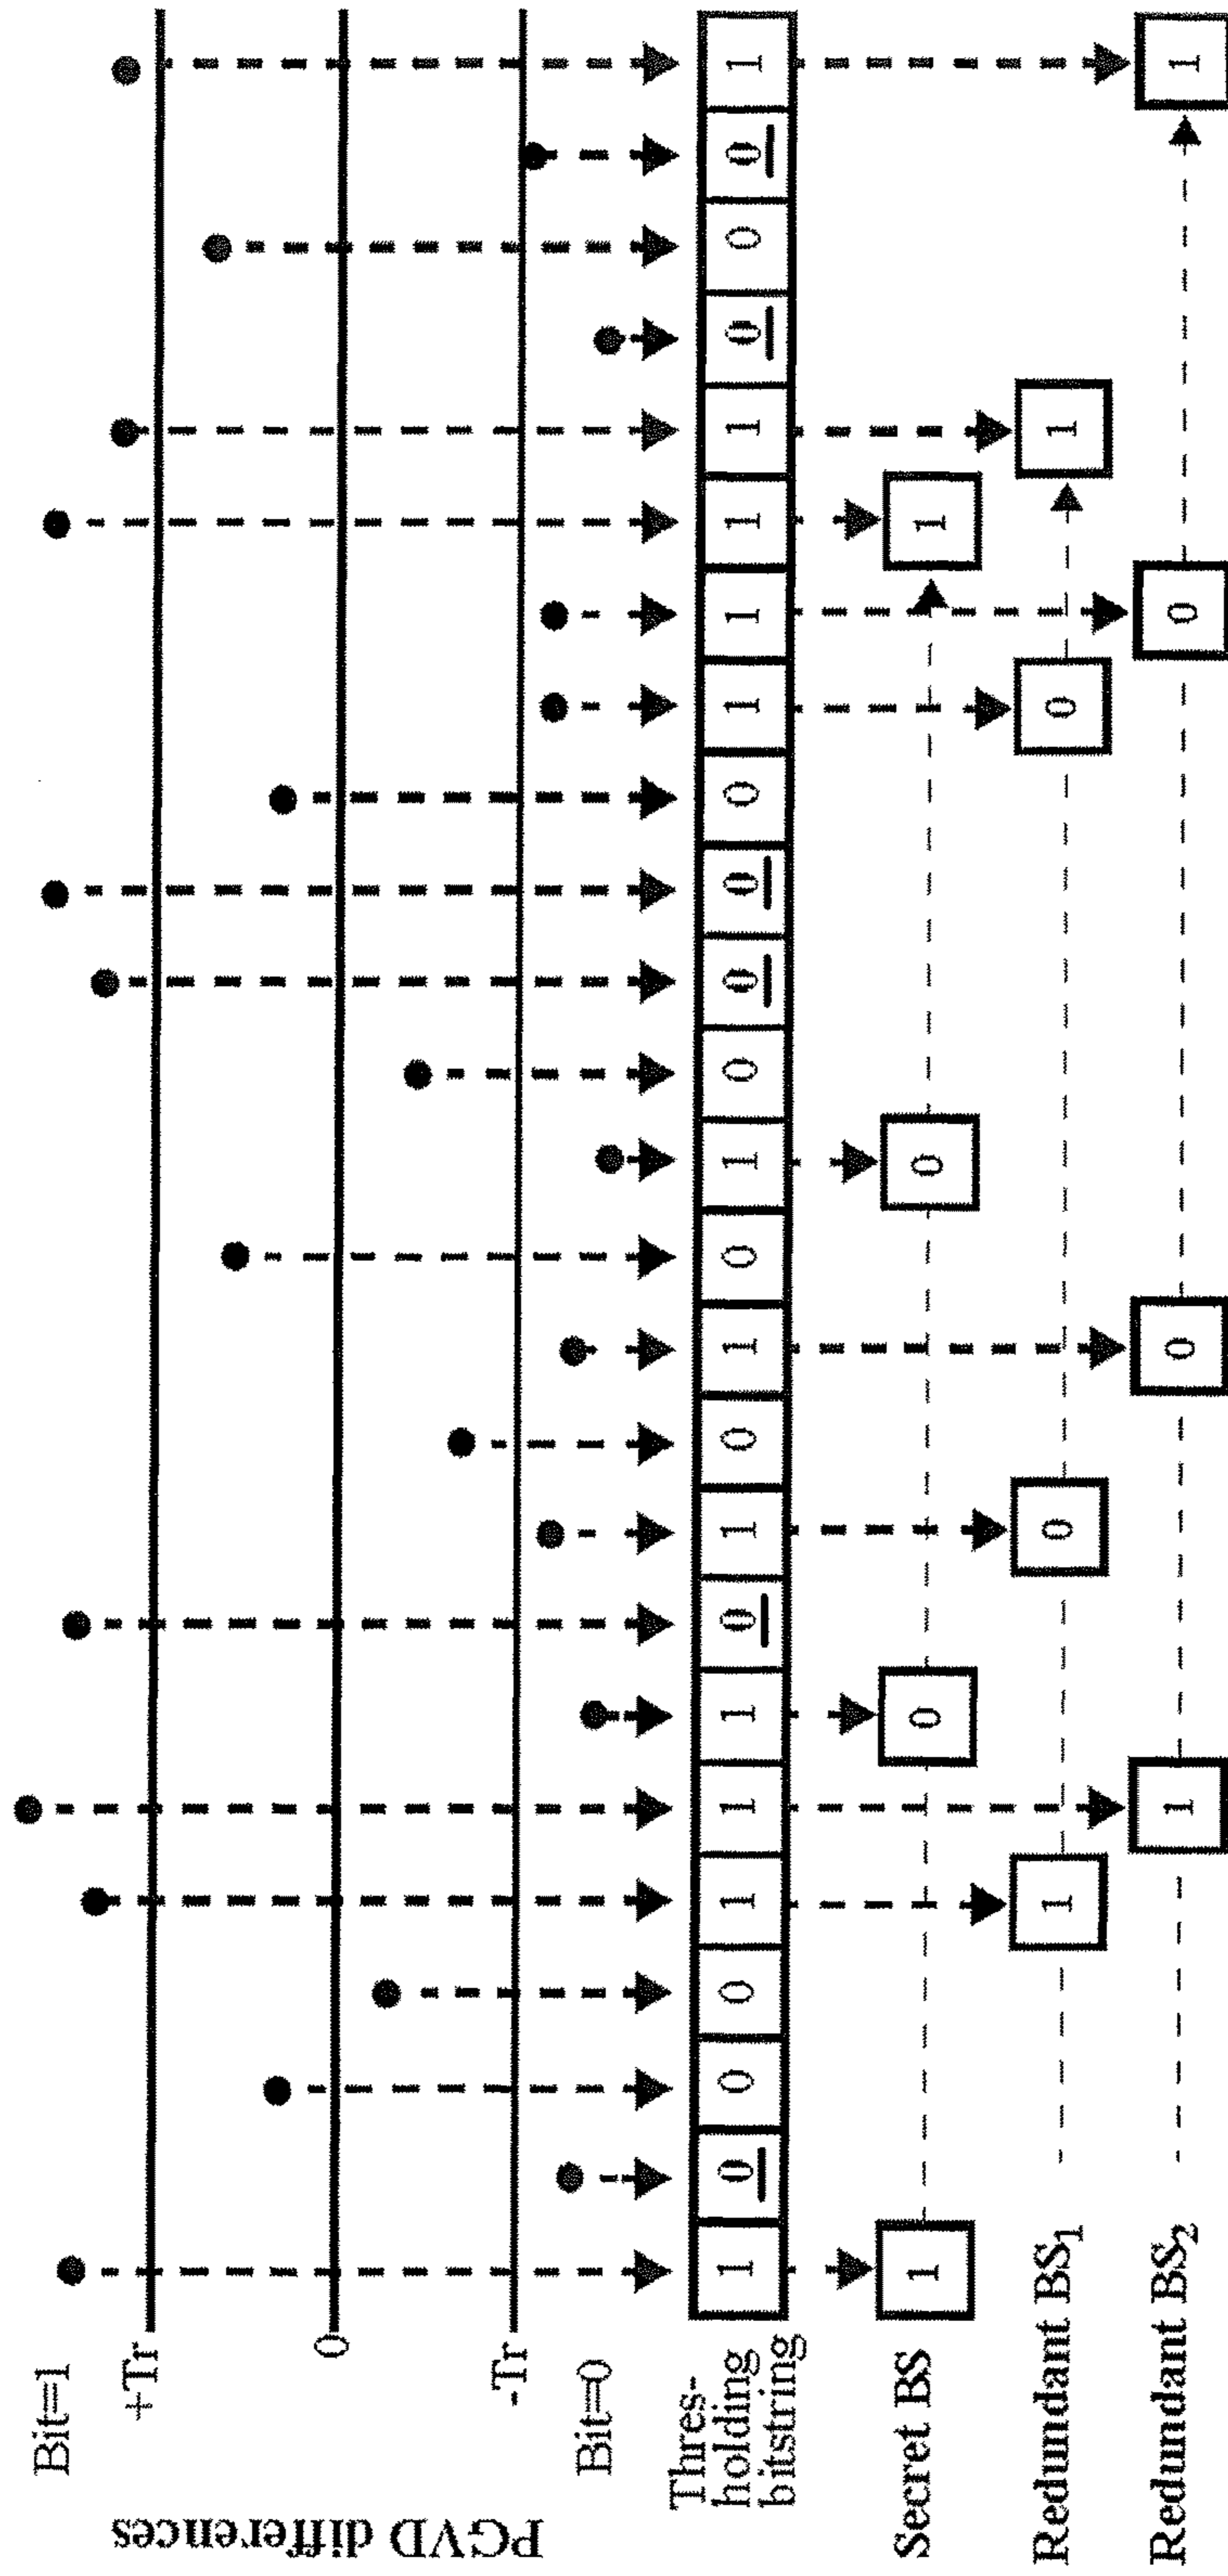 PGVD differences
Bit=1
+Tr
0
-Tr
Bit=0
Thres-
holding
bitstring
1 0 0 0 1 1 1 0 1 0 1 0 1 0 0 0 0 1 1 1 1 0 0 0 1
Secret BS 1 0 0 1
Redundant BS1 1 0 0 1
Redundant BS2 1 0 0 1